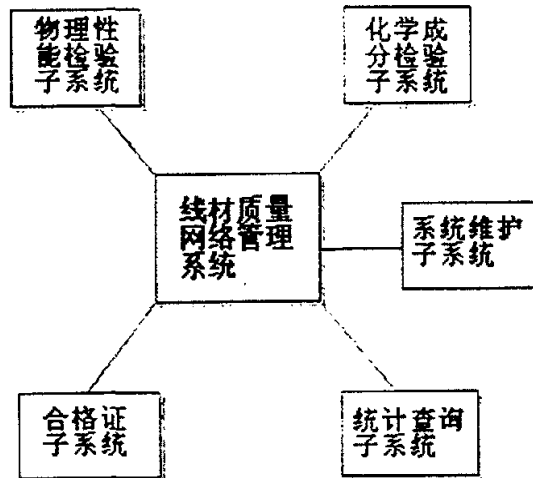 物理性
能检验
子系统
化学成
分检验
子系统
线材质量
网络管理
系统
系统维护
子系统
合格证
子系统
统计查询
子系统